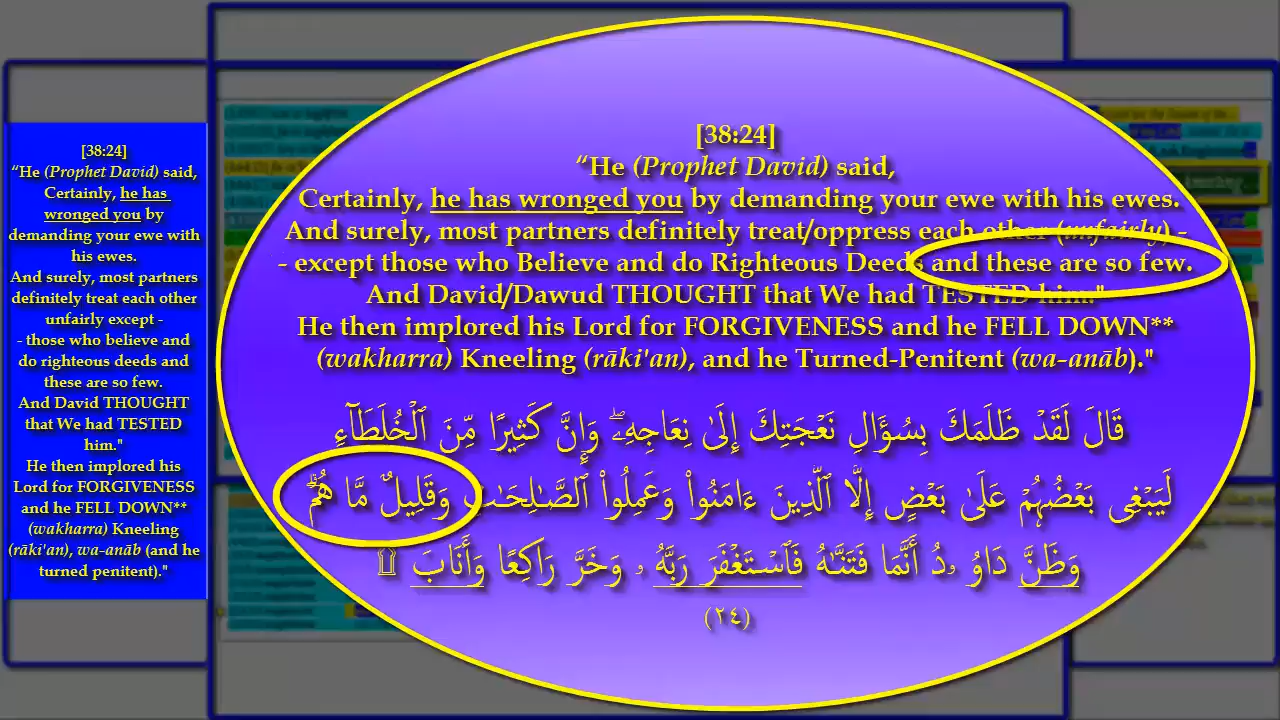 [38:24]
“He (Prophet David) said,
Certainly, he has
wronged you by
demanding your ewe with
his ewes.
And surely, most partners
definitely treat each other
unfairly except -
- those who believe and
do righteous deeds and
these are so few.
And David THOUGHT
that We had TESTED
him."
He then implored his
Lord for FORGIVENESS
and he FELL DOWN**
(wakharra) Kneeling
(rāki'an), wa-anāb (and he
turned penitent)."
[38:24]
“He (Prophet David) said,
Certainly, he has wronged you by demanding your ewe with his ewes.
And surely, most partners definitely treat/oppress each other (unfairly) -
- except those who Believe and do Righteous Deeds and these are so few.
And David/Dawud THOUGHT that We had TESTED him."
He then implored his Lord for FORGIVENESS and he FELL DOWN**
(wakharra) Kneeling (rāki'an), and he Turned-Penitent (wa-anāb)."
قَالَ لَقَدْ ظَلَمَكَ بِسُؤَالِ نَعْجَتِكَ إِلَىٰ نِعَاجِهِۦ ۖ وَإِنَّ كَثِيرًا مِّنَ ٱلْخُلَطَآءِ
لَيَبْغِى بَعْضُهُمْ عَلَىٰ بَعْضٍ إِلَّا ٱلَّذِينَ ءَامَنُوا۟ وَعَمِلُوا۟ ٱلصَّـٰلِحَـٰتِ وَقَلِيلٌ مَّا هُمْ ۗ
وَظَنَّ دَاوُۥدُ أَنَّمَا فَتَنَّـٰهُ فَٱسْتَغْفَرَ رَبَّهُۥ وَخَرَّ رَاكِعًا وَأَنَابَ ۩
(٢٤)